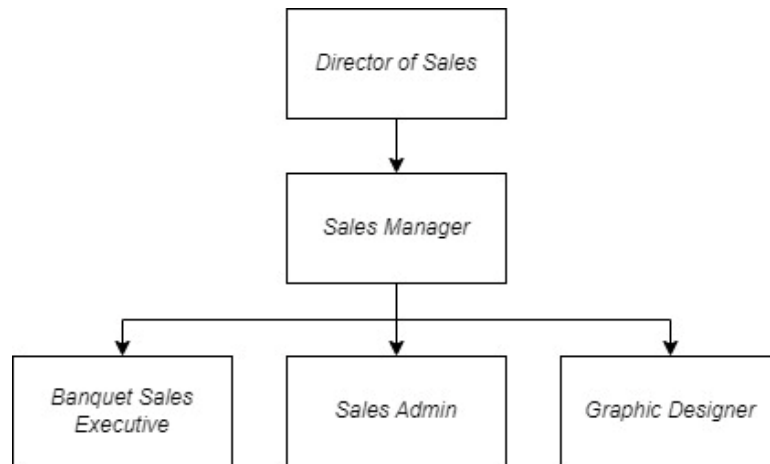 Director of Sales
Sales Manager
Banquet Sales
Executive
Sales Admin
Graphic Designer